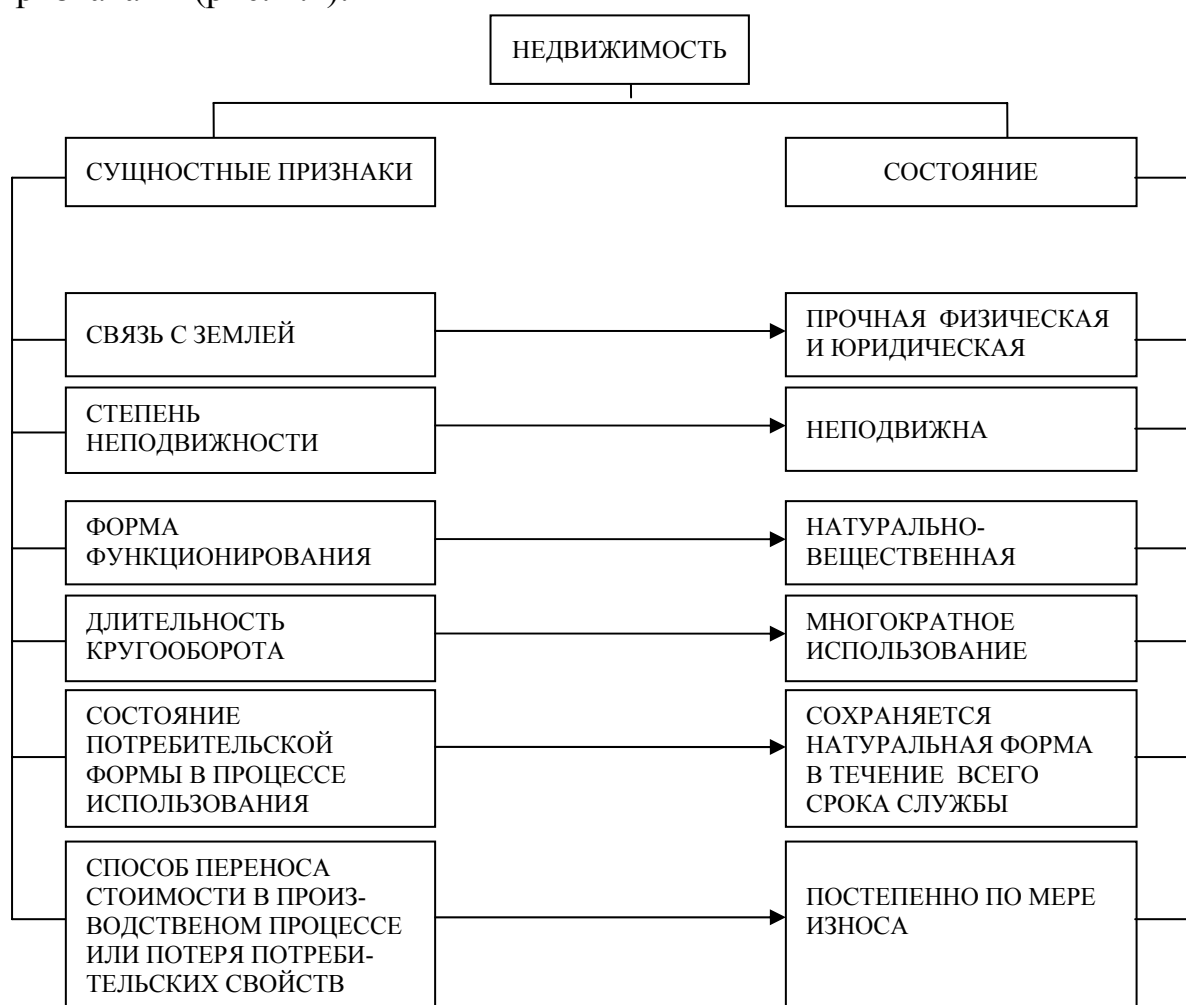 НЕДВИЖИМОСТЬ
СУЩНОСТНЫЕ ПРИЗНАКИ
СОСТОЯНИЕ
СВЯЗЬ С ЗЕМЛЕЙ
ПРОЧНАЯ ФИЗИЧЕСКАЯ
И ЮРИДИЧЕСКАЯ
СТЕПЕНЬ
НЕПОДВИЖНОСТИ
НЕПОДВИЖНА
ФОРМА
ФУНКЦИОНИРОВАНИЯ
НАТУРАЛЬНО-
ВЕЩЕСТВЕННАЯ
ДЛИТЕЛЬНОСТЬ
КРУГООБОРОТА
МНОГОКРАТНОЕ
ИСПОЛЬЗОВАНИЕ
СОСТОЯНИЕ
ПОТРЕБИТЕЛЬСКОЙ
ФОРМЫ В ПРОЦЕССЕ
ИСПОЛЬЗОВАНИЯ
СОХРАНЯЕТСЯ
НАТУРАЛЬНАЯ ФОРМА
В ТЕЧЕНИЕ ВСЕГО
СРОКА СЛУЖБЫ
СПОСОБ ПЕРЕНОСА
СТОИМОСТИ В ПРОИЗ-
ВОДСТВЕНОМ ПРОЦЕССЕ
ИЛИ ПОТЕРЯ ПОТРЕБИ-
ТЕЛЬСКИХ СВОЙСТВ
ПОСТЕПЕННО ПО МЕРЕ
ИЗНОСА